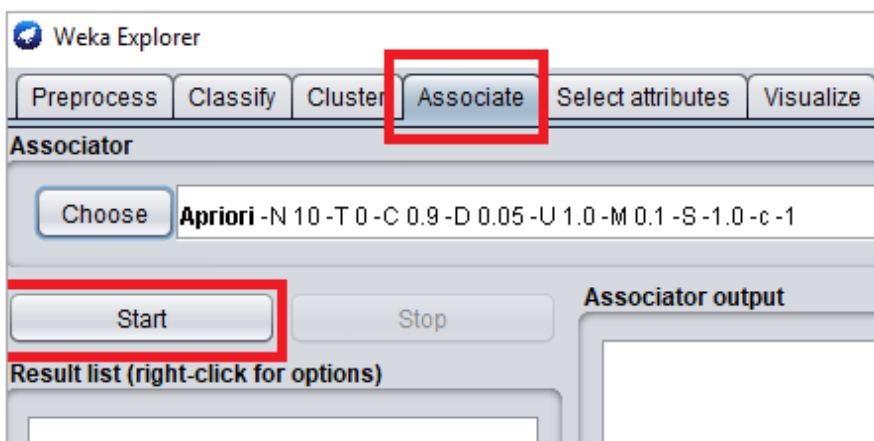 Weka Explorer
Preprocess Classify Cluster Associate Select attributes Visualize
Associator
Choose Apriori -N 10 -T 0 -C 0.9 -D 0.05 -U 1.0 -M 0.1 -S -1.0 -c -1
Start Stop Associator output
Result list (right-click for options)